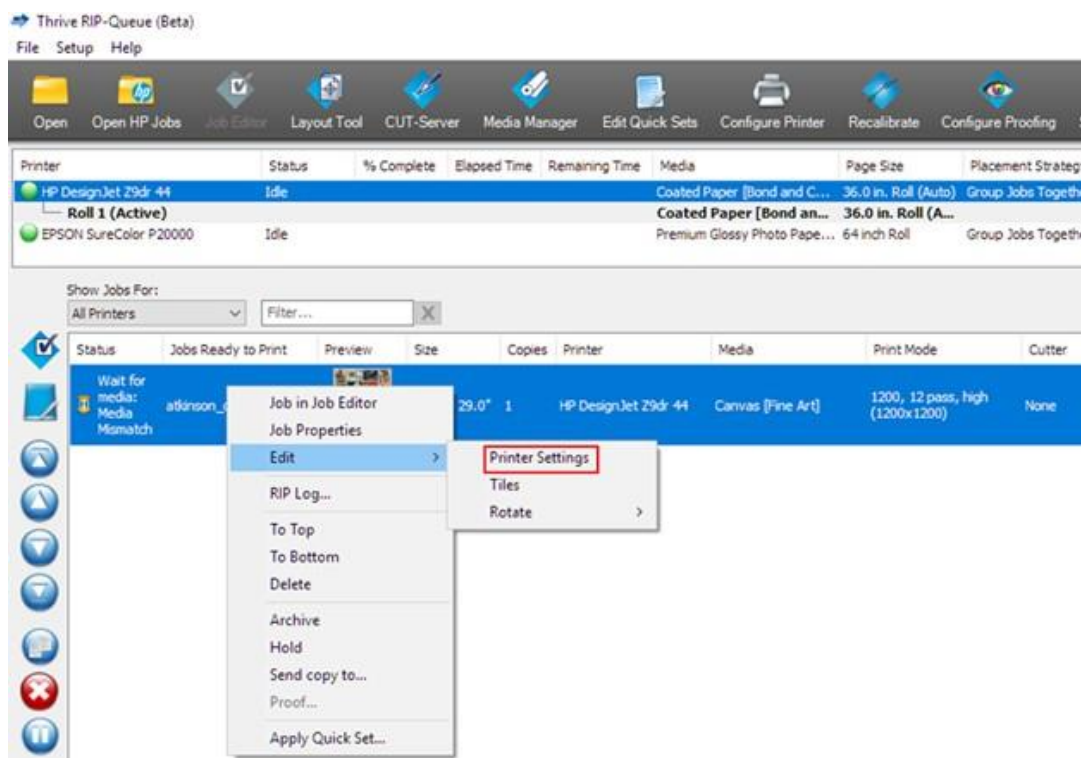 Thrive RIP-Queue (Beta)
File Setup Help
Open Open HP Jobs Job Editor Layout Tool CUT-Server Media Manager Edit Quick Sets Configure Printer Recalibrate Configure Proofing
Printer Status % Complete Elapsed Time Remaining Time Media Page Size Placement Strateg
HP DesignJet Z9dr 44 Idle Coated Paper [Bond and C... 36.0 in. Roll (Auto) Group Jobs Togeth
Roll 1 (Active) Coated Paper [Bond an... 36.0 in. Roll (A...
EPSON SureColor P20000 Idle Premium Glossy Photo Pape... 64 inch Roll Group Jobs Togeth
Show Jobs For:
All Printers Filter... X
Status Jobs Ready to Print Preview Size Copies Printer Media Print Mode Cutter
Wait for
media:
Media
Mismatch
atkinson_ 29.0" 1 HP DesignJet Z9dr 44 Canvas [Fine Art] 1200, 12 pass, high
(1200x1200) None
Job in Job Editor
Job Properties
Edit >
Printer Settings
Tiles
Rotate >
RIP Log...
To Top
To Bottom
Delete
Archive
Hold
Send copy to...
Proof...
Apply Quick Set...